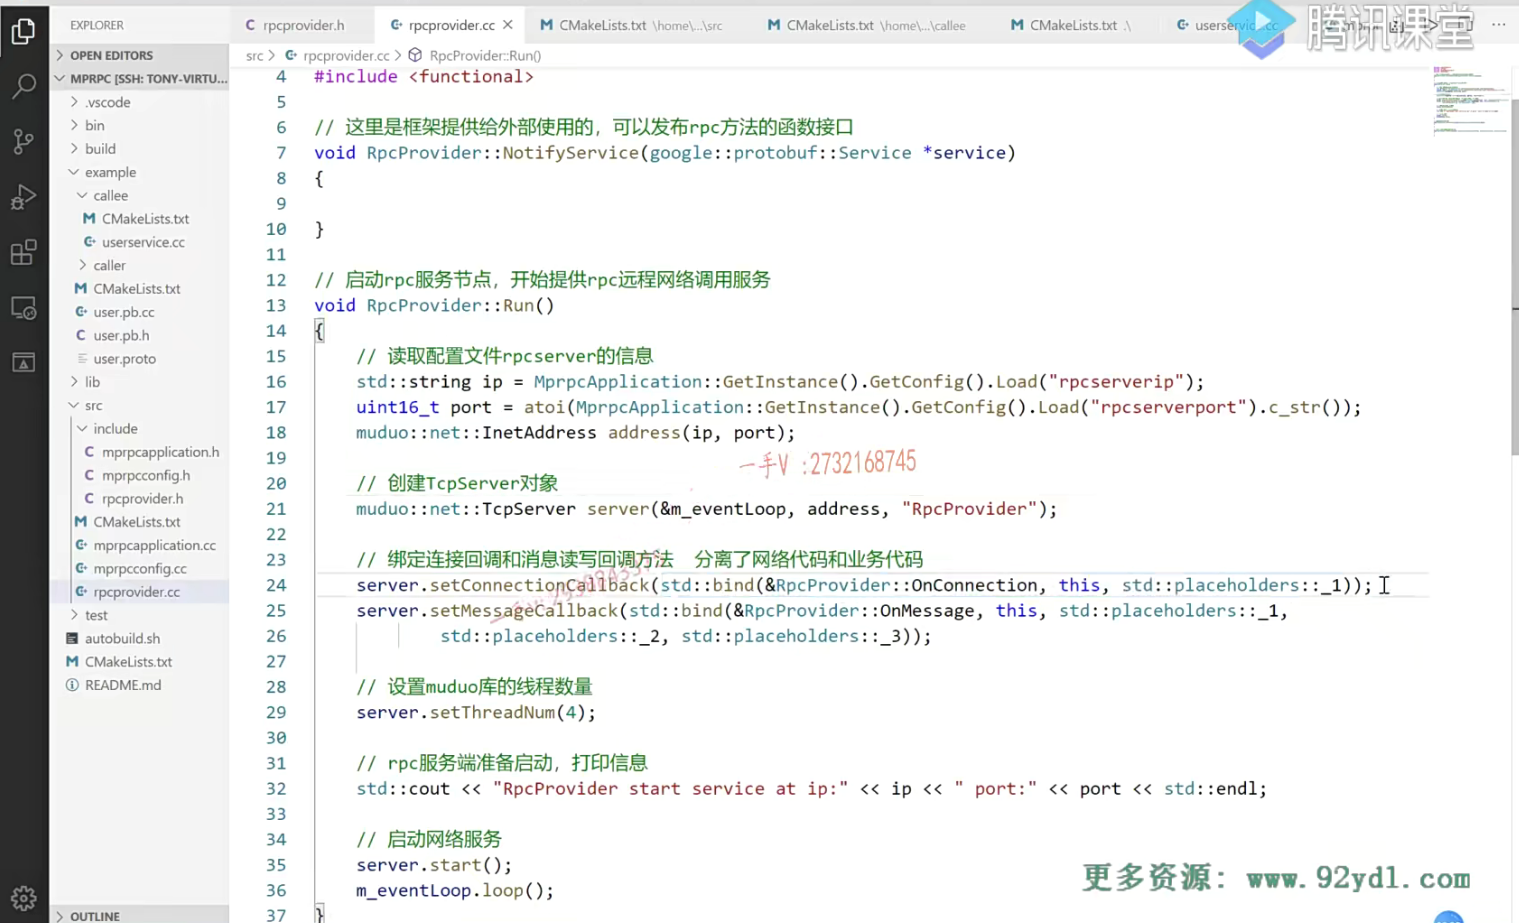 EXPLORER
rpcprovider.h
rpcprovider.cc
CMakeLists.txt \home\...\src
CMakeLists.txt \home\...\callee
CMakeLists.txt .\
腾讯课堂
OPEN EDITORS
MPRPC [SSH: TONY-VIRTU...
.vscode
bin
build
example
callee
CMakeLists.txt
userservice.cc
caller
CMakeLists.txt
user.pb.cc
user.pb.h
user.proto
lib
src
include
mprpcapplication.h
mprpcconfig.h
rpcprovider.h
CMakeLists.txt
mprpcapplication.cc
mprpcconfig.cc
rpcprovider.cc
test
autobuild.sh
CMakeLists.txt
README.md
OUTLINE
src > rpcprovider.cc > RpcProvider::Run()
4 #include <functional>
5
6 // 这里是框架提供给外部使用的，可以发布rpc方法的函数接口
7 void RpcProvider::NotifyService(google::protobuf::Service *service)
8 {
9
10 }
11
12 // 启动rpc服务节点，开始提供rpc远程网络调用服务
13 void RpcProvider::Run()
14 {
15 // 读取配置文件rpcserver的信息
16 std::string ip = MprpcApplication::GetInstance().GetConfig().Load("rpcserverip");
17 uint16_t port = atoi(MprpcApplication::GetInstance().GetConfig().Load("rpcserverport").c_str());
18 muduo::net::InetAddress address(ip, port);
19
一手V :2732168745
20 // 创建TcpServer对象
21 muduo::net::TcpServer server(&m_eventLoop, address, "RpcProvider");
22
23 // 绑定连接回调和消息读写回调方法 分离了网络代码和业务代码
24 server.setConnectionCallback(std::bind(&RpcProvider::OnConnection, this, std::placeholders::_1));
25 server.setMessageCallback(std::bind(&RpcProvider::OnMessage, this, std::placeholders::_1,
26 std::placeholders::_2, std::placeholders::_3));
27
28 // 设置muduo库的线程数量
29 server.setThreadNum(4);
30
31 // rpc服务端准备启动，打印信息
32 std::cout << "RpcProvider start service at ip:" << ip << " port:" << port << std::endl;
33
34 // 启动网络服务
35 server.start();
36 m_eventLoop.loop();
37 }
更多资源: www.92ydl.com